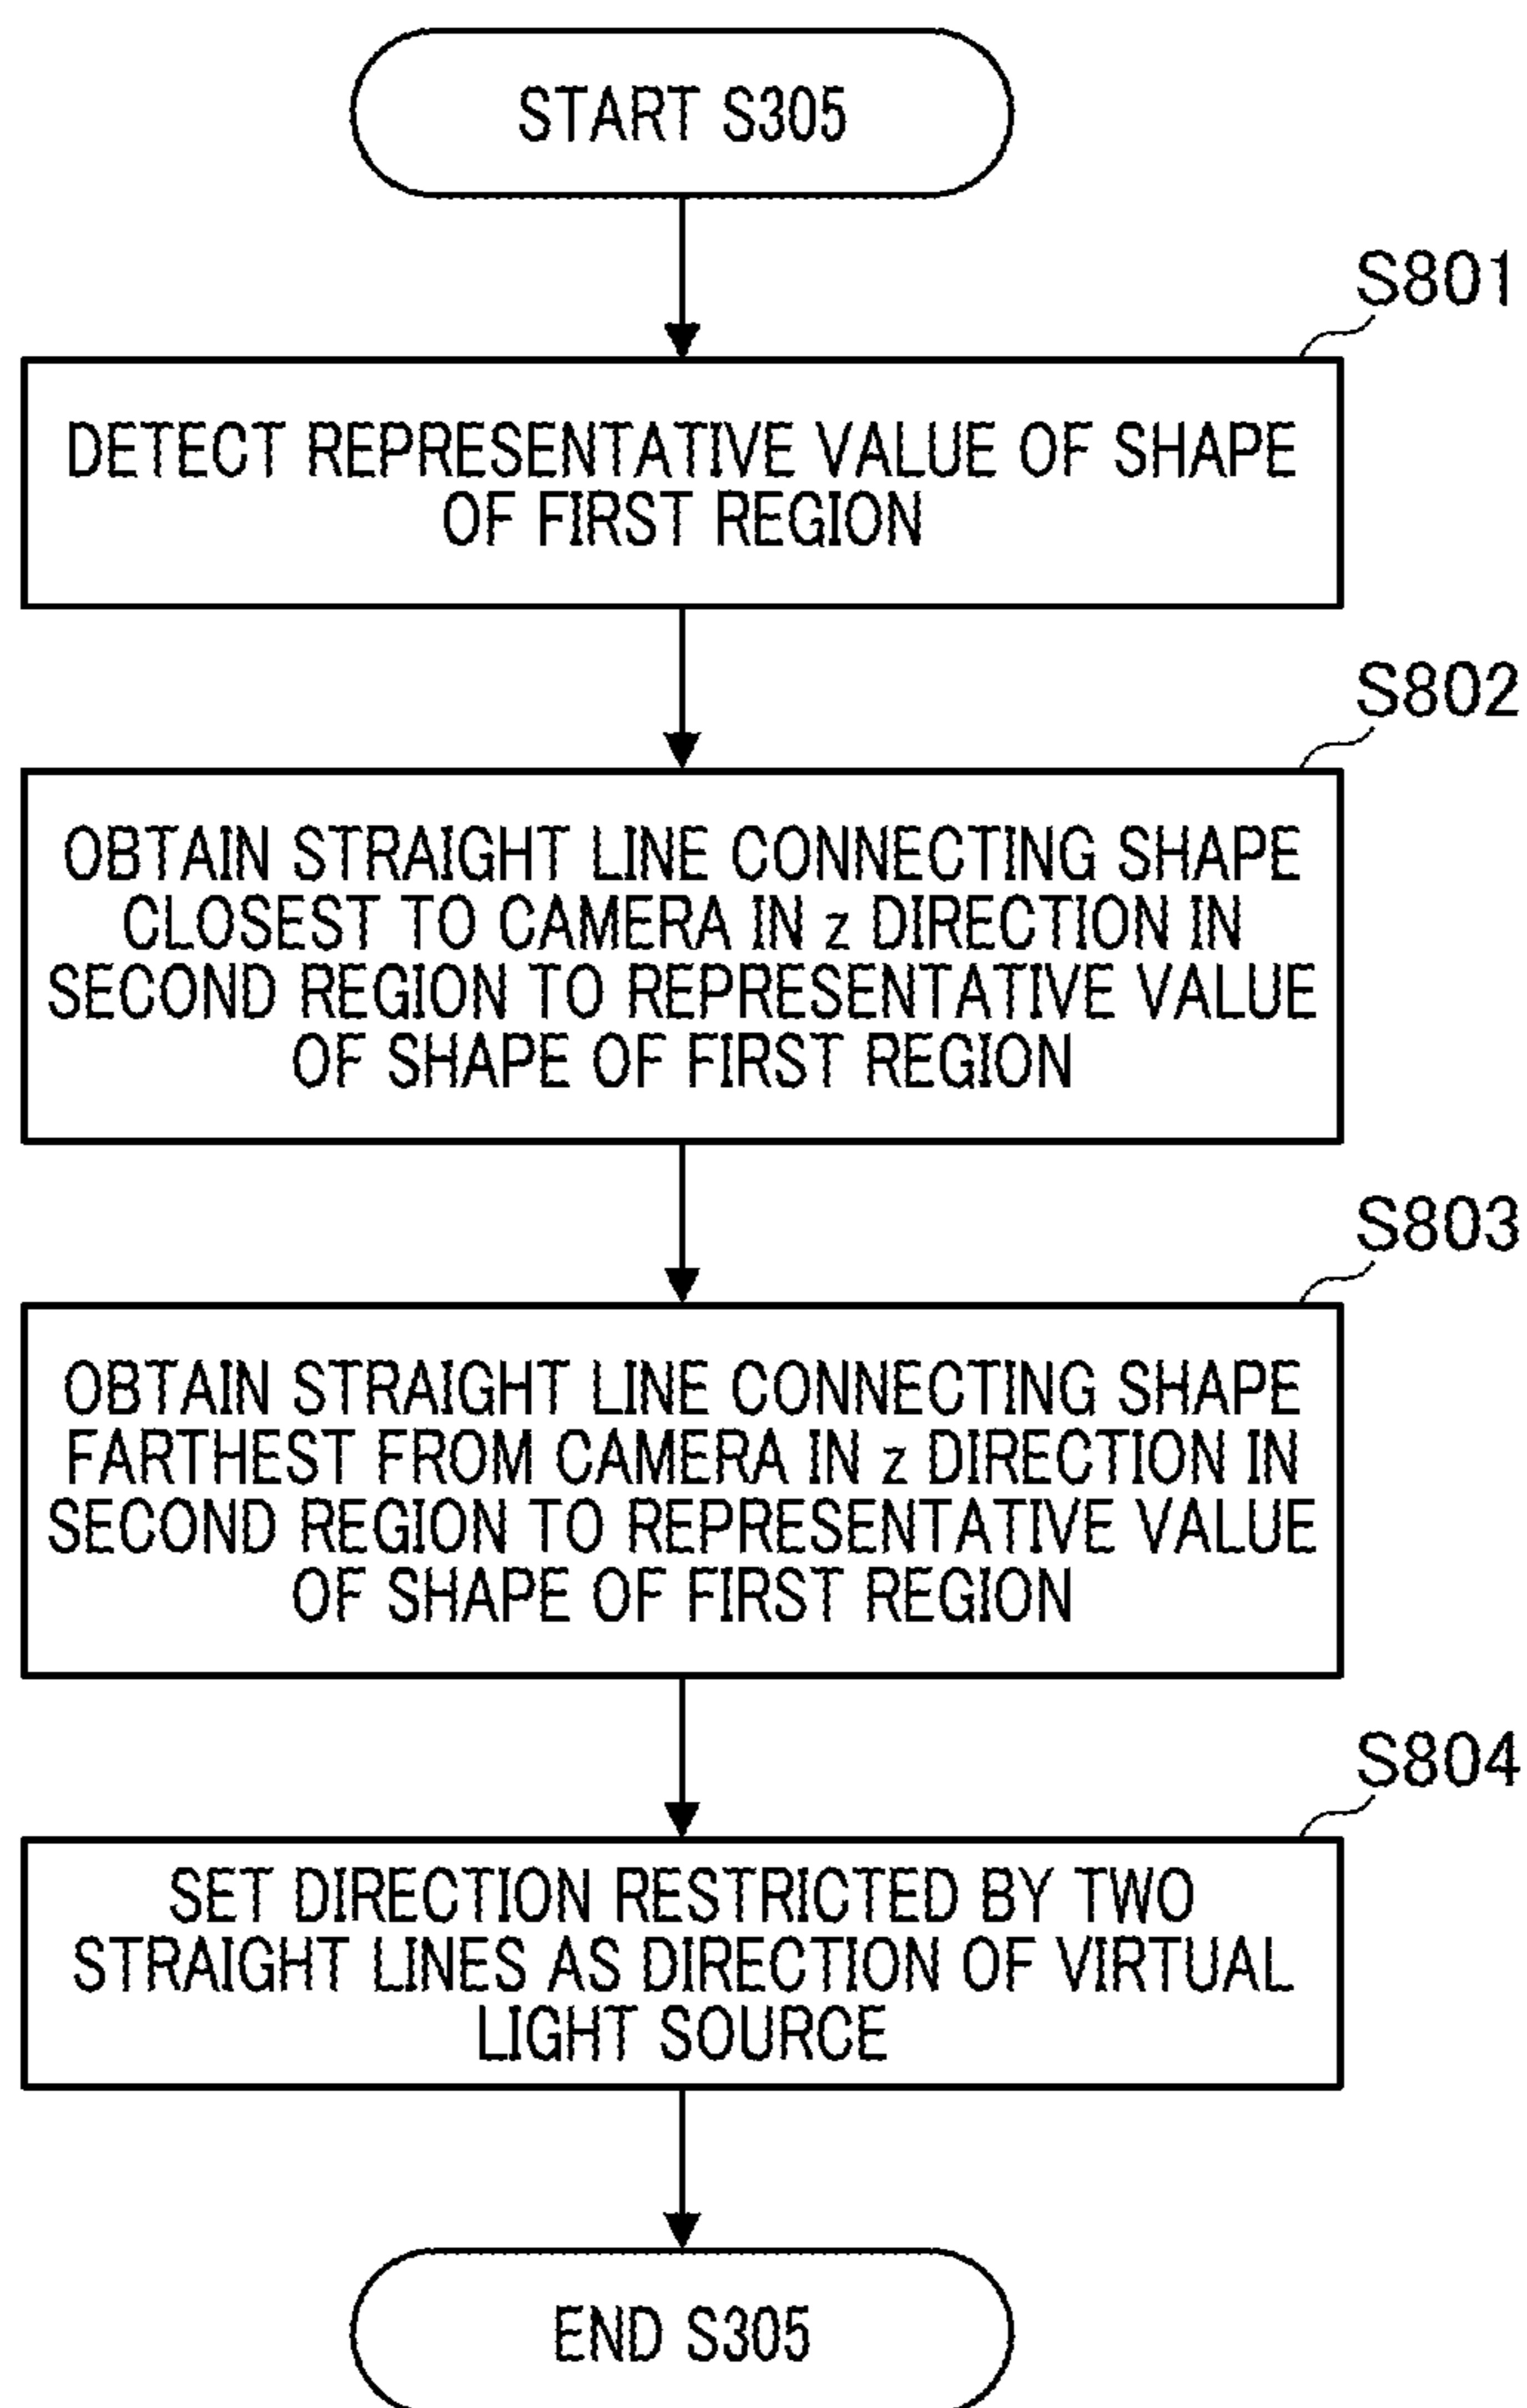 START S305
S801
DETECT REPRESENTATIVE VALUE OF SHAPE
OF FIRST REGION
S802
OBTAIN STRAIGHT LINE CONNECTING SHAPE
CLOSEST TO CAMERA IN z DIRECTION IN
SECOND REGION TO REPRESENTATIVE VALUE
OF SHAPE OF FIRST REGION
S803
OBTAIN STRAIGHT LINE CONNECTING SHAPE
FARTHEST FROM CAMERA IN z DIRECTION IN
SECOND REGION TO REPRESENTATIVE VALUE
OF SHAPE OF FIRST REGION
S804
SET DIRECTION RESTRICTED BY TWO
STRAIGHT LINES AS DIRECTION OF VIRTUAL
LIGHT SOURCE
END S305